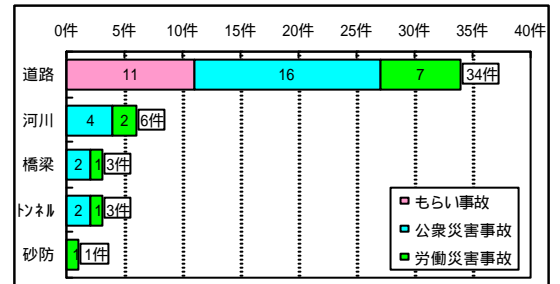 0件 5件 10件 15件 20件 25件 30件 35件 40件
道路 11 16 7 34件
河川 4 2 6件
橋梁 2 1 3件
トンネル 2 1 3件
砂防 1 1件
もらい事故
公衆災害事故
労働災害事故